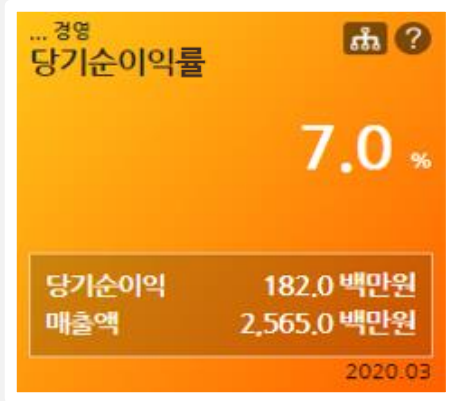 ... 경영
당기순이익률
?
7.0 %
당기순이익 182.0 백만원
매출액 2,565.0 백만원
2020.03